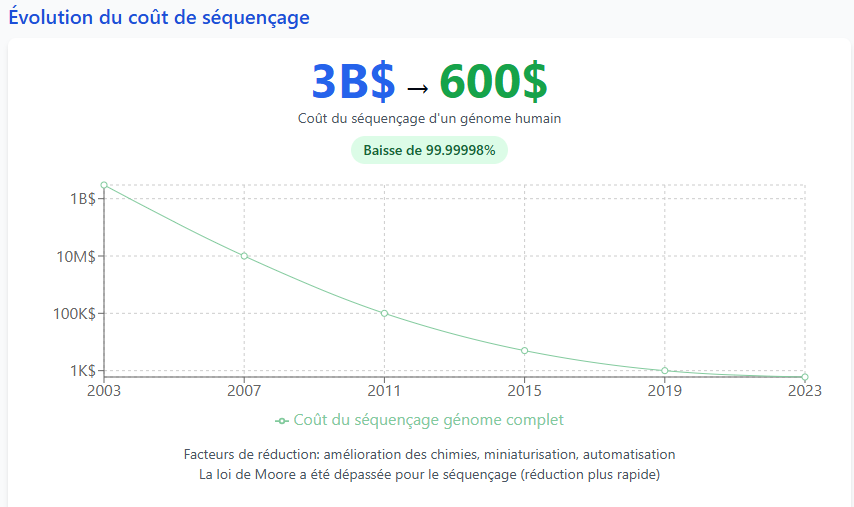 Évolution du coût de séquençage
3B$ → 600$
Coût du séquençage d'un génome humain
Baisse de 99.99998%
1B$
10M$
100K$
1K$
2003 2007 2011 2015 2019 2023
Coût du séquençage génome complet
Facteurs de réduction: amélioration des chimies, miniaturisation, automatisation
La loi de Moore a été dépassée pour le séquençage (réduction plus rapide)